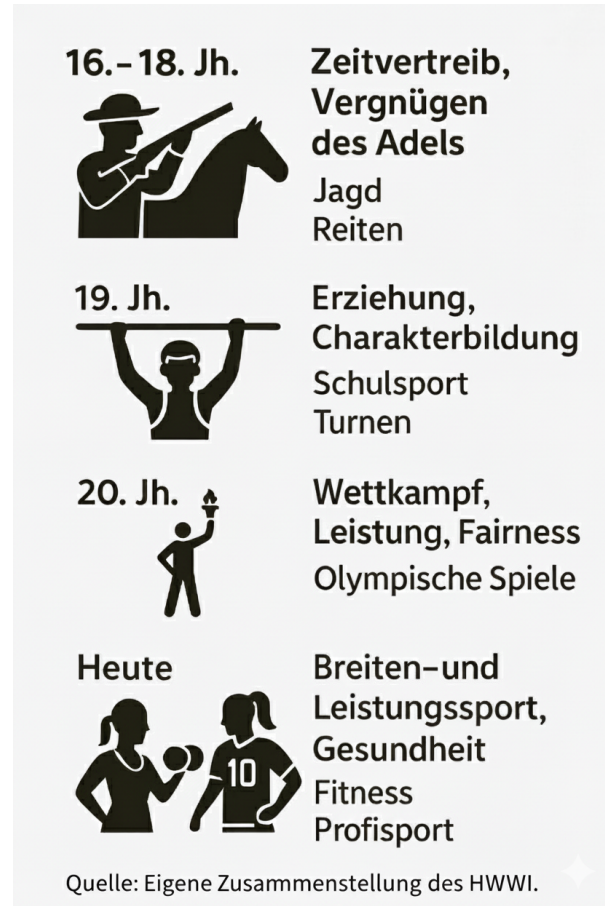 16.–18. Jh.
Zeitvertreib,
Vergnügen
des Adels
Jagd
Reiten
19. Jh.
Erziehung,
Charakterbildung
Schulsport
Turnen
20. Jh.
Wettkampf,
Leistung, Fairness
Olympische Spiele
Heute
Breiten–und
Leistungssport,
Gesundheit
10
Fitness
Profisport
Quelle: Eigene Zusammenstellung des HWWI.